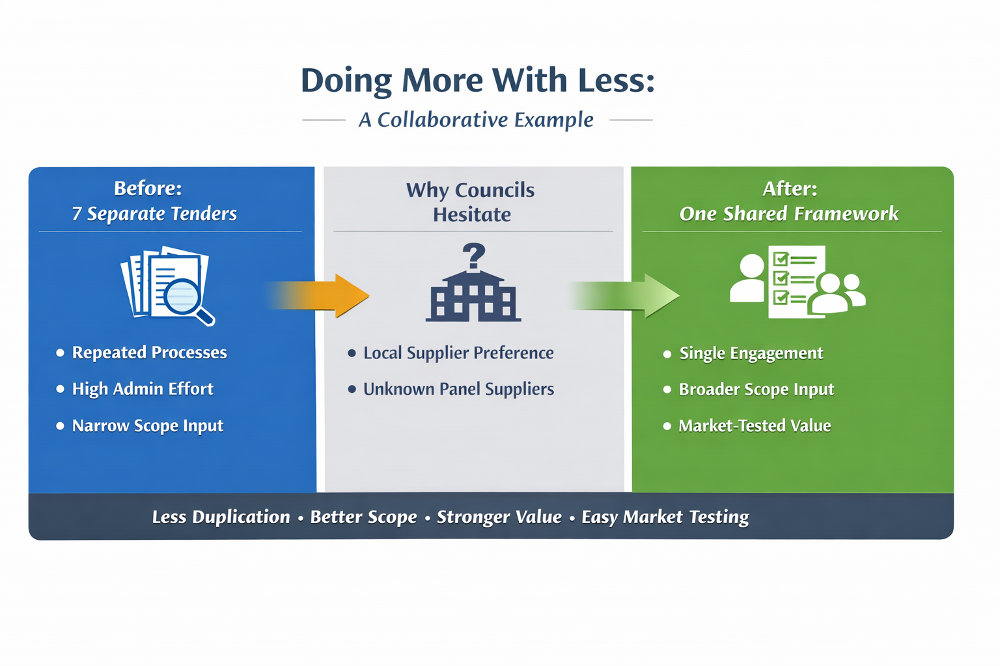 Doing More With Less:
A Collaborative Example
Before:
7 Separate Tenders
• Repeated Processes
• High Admin Effort
• Narrow Scope Input
Why Councils
Hesitate
?
• Local Supplier Preference
• Unknown Panel Suppliers
After:
One Shared Framework
• Single Engagement
• Broader Scope Input
• Market-Tested Value
Less Duplication • Better Scope • Stronger Value • Easy Market Testing